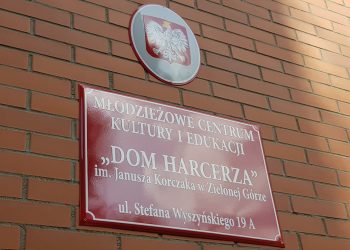 MŁODZIEŻOWE CENTRUM
KULTURY I EDUKACJI
„DOM HARCERZA”
im. Janusza Korczaka w Zielonej Górze
ul. Stefana Wyszyńskiego 19 A